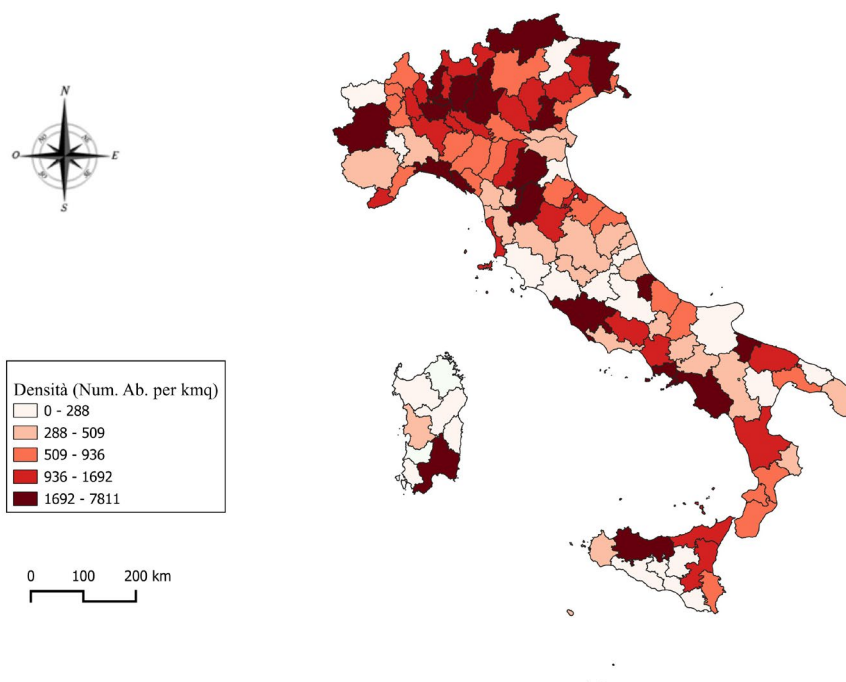 N
O
E
S
Densità (Num. Ab. per kmq)
0 - 288
288 - 509
509 - 936
936 - 1692
1692 - 7811
0 100 200 km